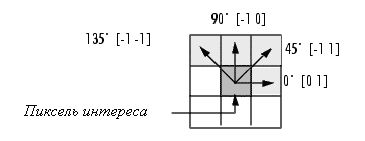 90° [-1 0]
135° [-1 -1]
45° [-1 1]
0° [0 1]
Пиксель интереса